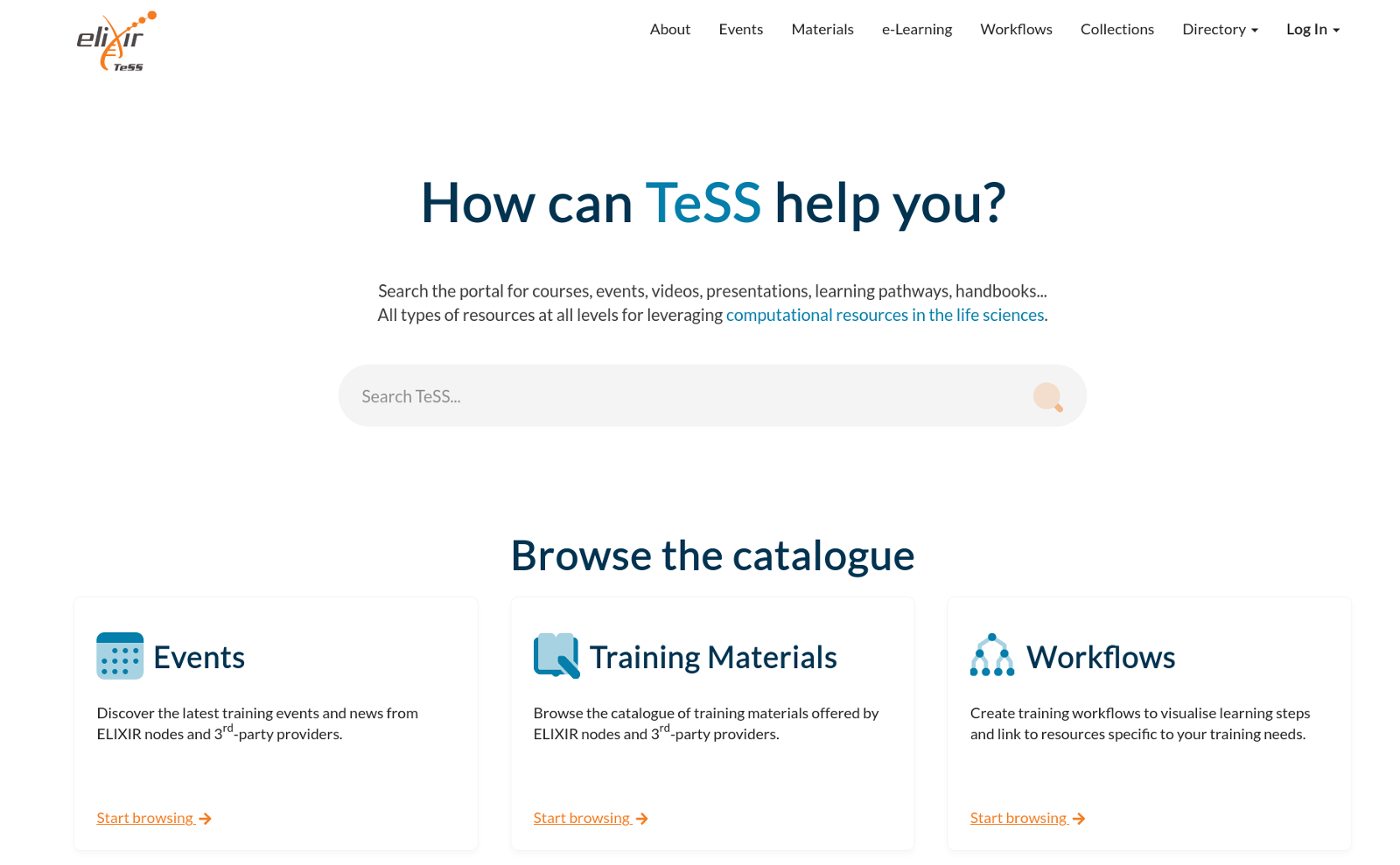 elixir
TeSS
About Events Materials e-Learning Workflows Collections Directory Log In
How can TeSS help you?
Search the portal for courses, events, videos, presentations, learning pathways, handbooks...
All types of resources at all levels for leveraging computational resources in the life sciences.
Search TeSS...
Browse the catalogue
Events
Discover the latest training events and news from
ELIXIR nodes and 3rd-party providers.
Start browsing
Training Materials
Browse the catalogue of training materials offered by
ELIXIR nodes and 3rd-party providers.
Start browsing
Workflows
Create training workflows to visualise learning steps
and link to resources specific to your training needs.
Start browsing